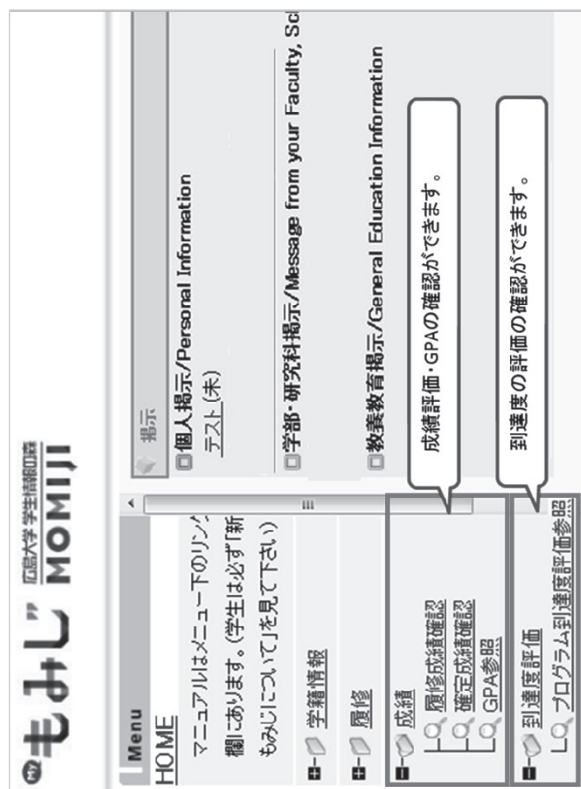 My もみじ 広島大学 学生情報の森
MOMIJI
Menu
HOME
マニュアルはメニュー下のリンク
欄にあります。(学生は必ず「新
もみじについて」を見て下さい)
学籍情報
履修
成績
履修成績確認
確定成績確認
GPA参照
到達度評価
プログラム到達度評価参照
掲示
個人掲示/Personal Information
テスト(未)
学部・研究科掲示/Message from your Faculty, Sc
教養教育掲示/General Education Information
成績評価・GPAの確認ができます。
到達度の評価の確認ができます。